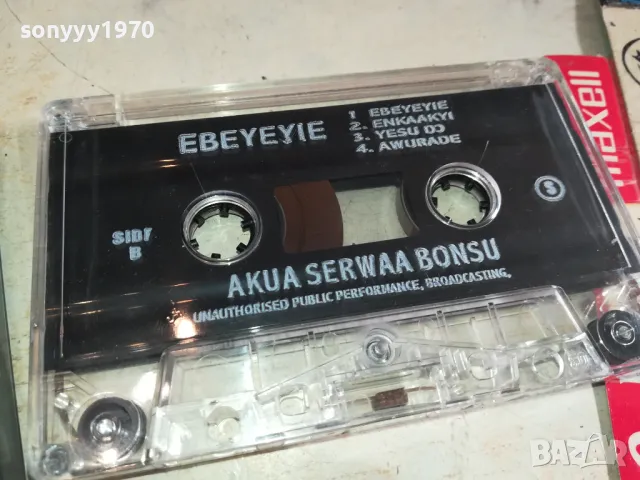 sonyyy1970
EBEYEYIE
1 EBEYEYIE
2. ENKAAKYI
3. YESU DƆ
4. AWURADE
SIDE
B
S
AKUA SERWAA BONSU
UNAUTHORISED PUBLIC PERFORMANCE, BROADCASTING,
maxell
BAZAR